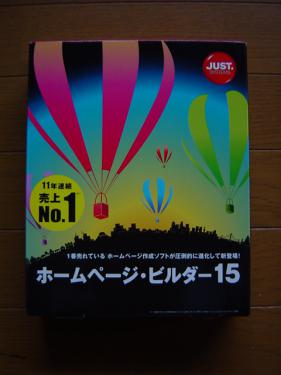 JUST.
SYSTEMS
11年連続
売上
No.1
1番売れている ホームページ作成ソフトが圧倒的に進化して新登場!
ホームページ・ビルダー15